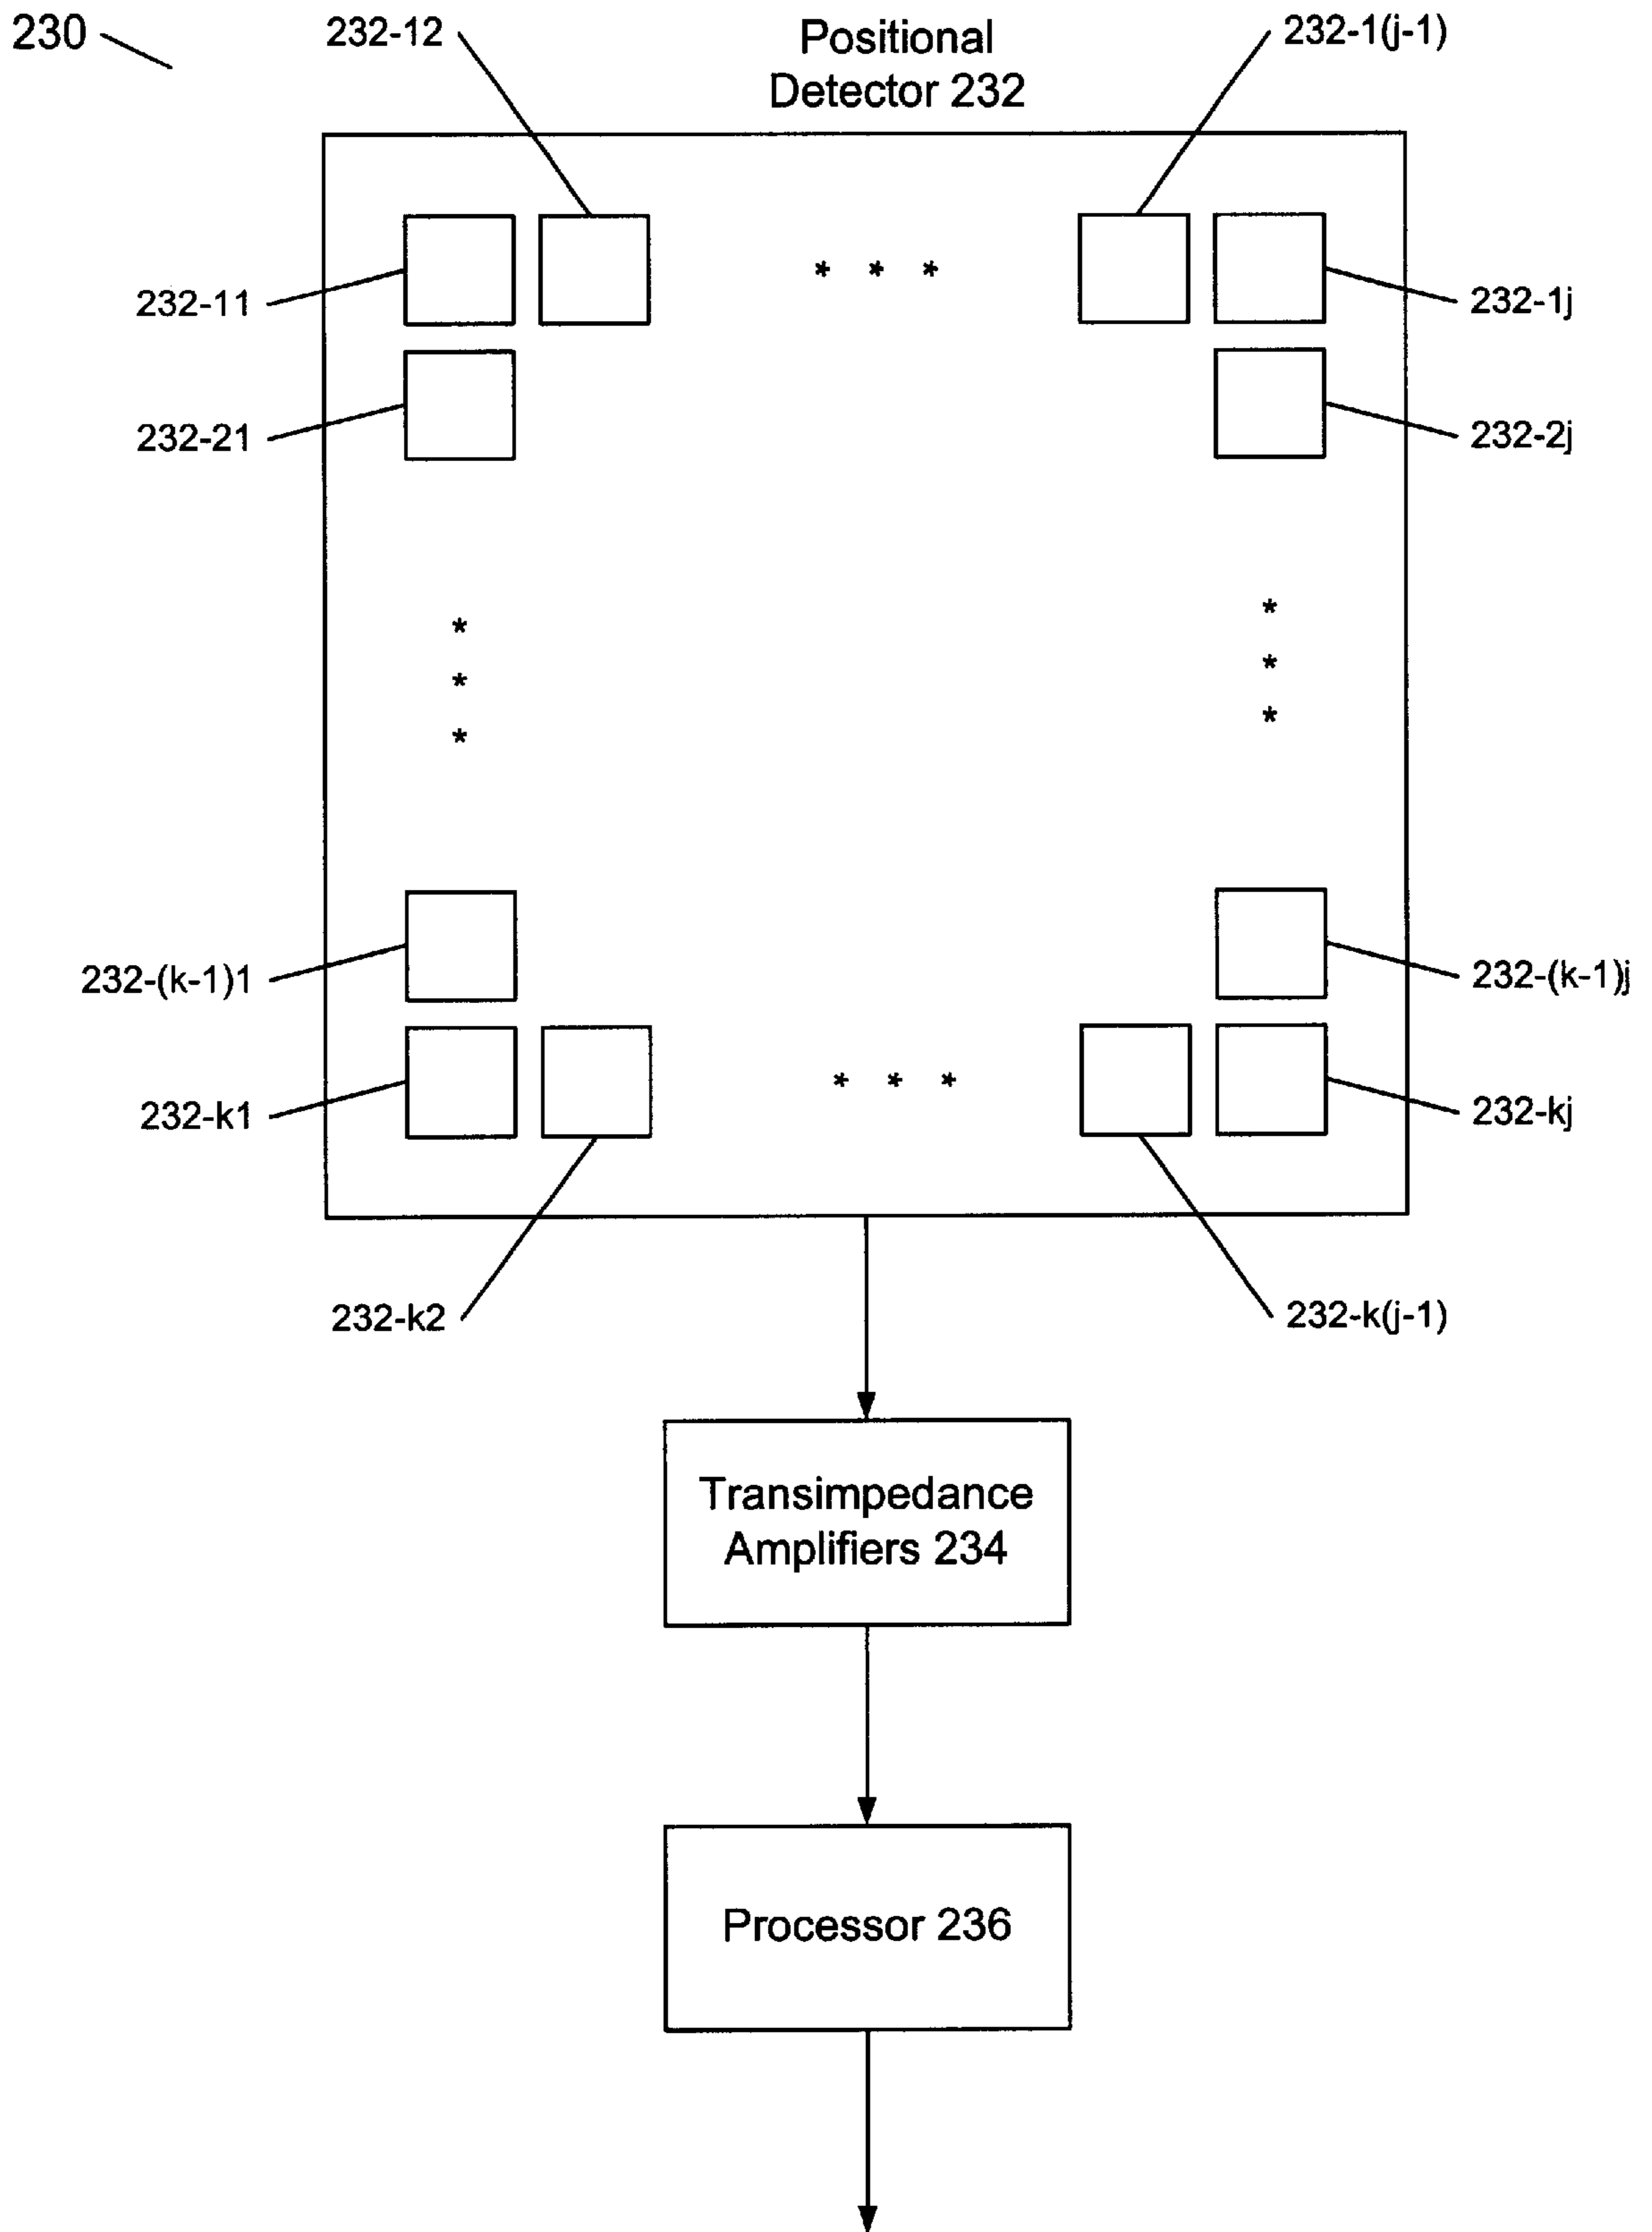 230
232-12
Positional
Detector 232
232-1(j-1)
232-11
232-1j
232-21
232-2j
* * *
*
*
*
*
*
*
232-(k-1)1
232-(k-1)j
232-k1
* * *
232-kj
232-k2
232-k(j-1)
Transimpedance
Amplifiers 234
Processor 236